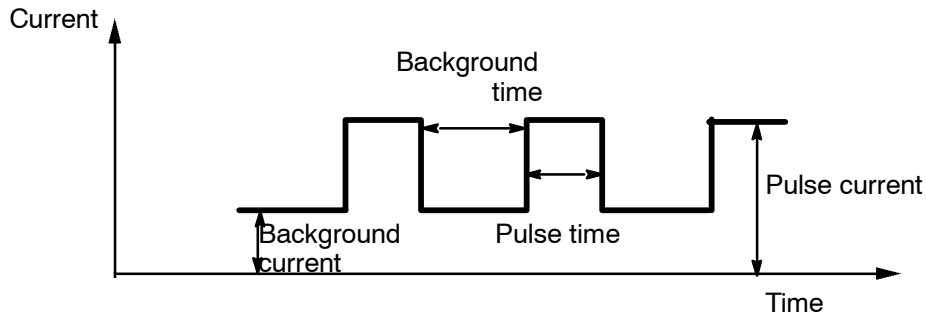 Current
Background
time
Pulse current
Background
current
Pulse time
Time